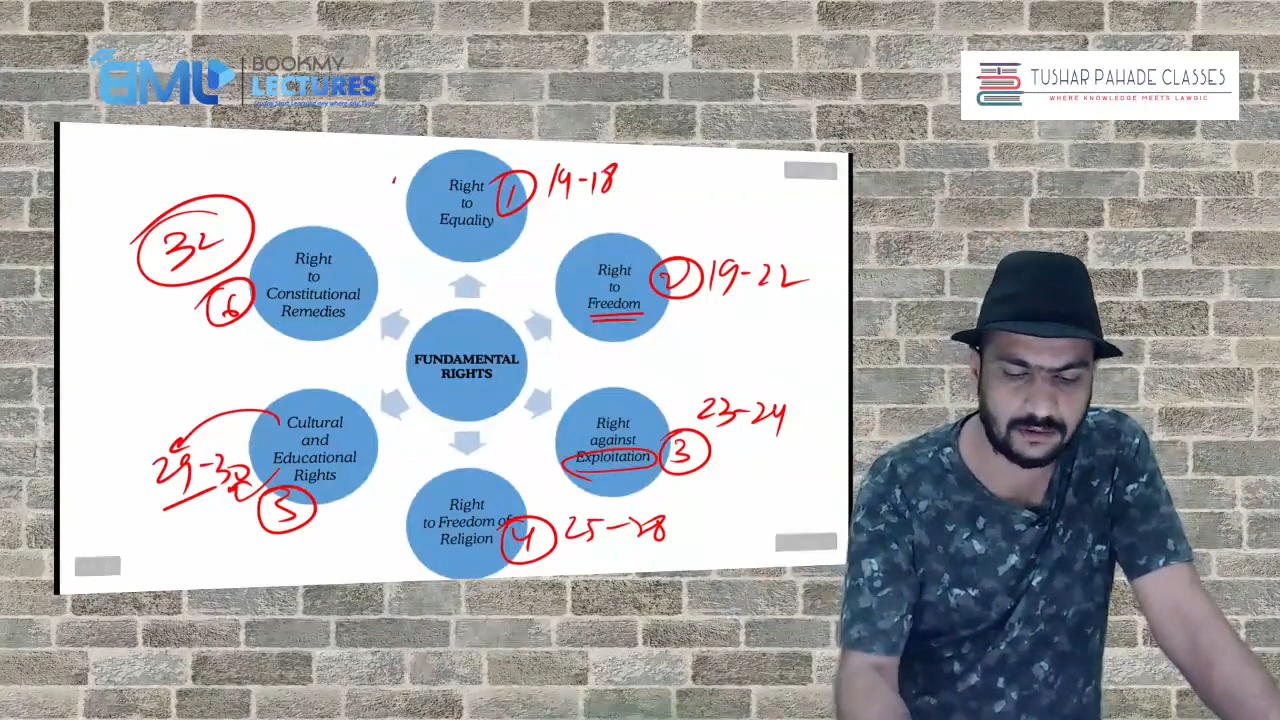 BML
BOOKMY
LECTURES
TUSHAR PAHADE CLASSES
WHERE KNOWLEDGE MEETS LAWGIC
Right
to
Equality
1
14-18
Right
to
Freedom
2
19-22
Right
against
Exploitation
3
23-24
Right
to Freedom of
Religion
4
25-28
Cultural
and
Educational
Rights
29-30
Right
to
Constitutional
Remedies
6
32
FUNDAMENTAL
RIGHTS